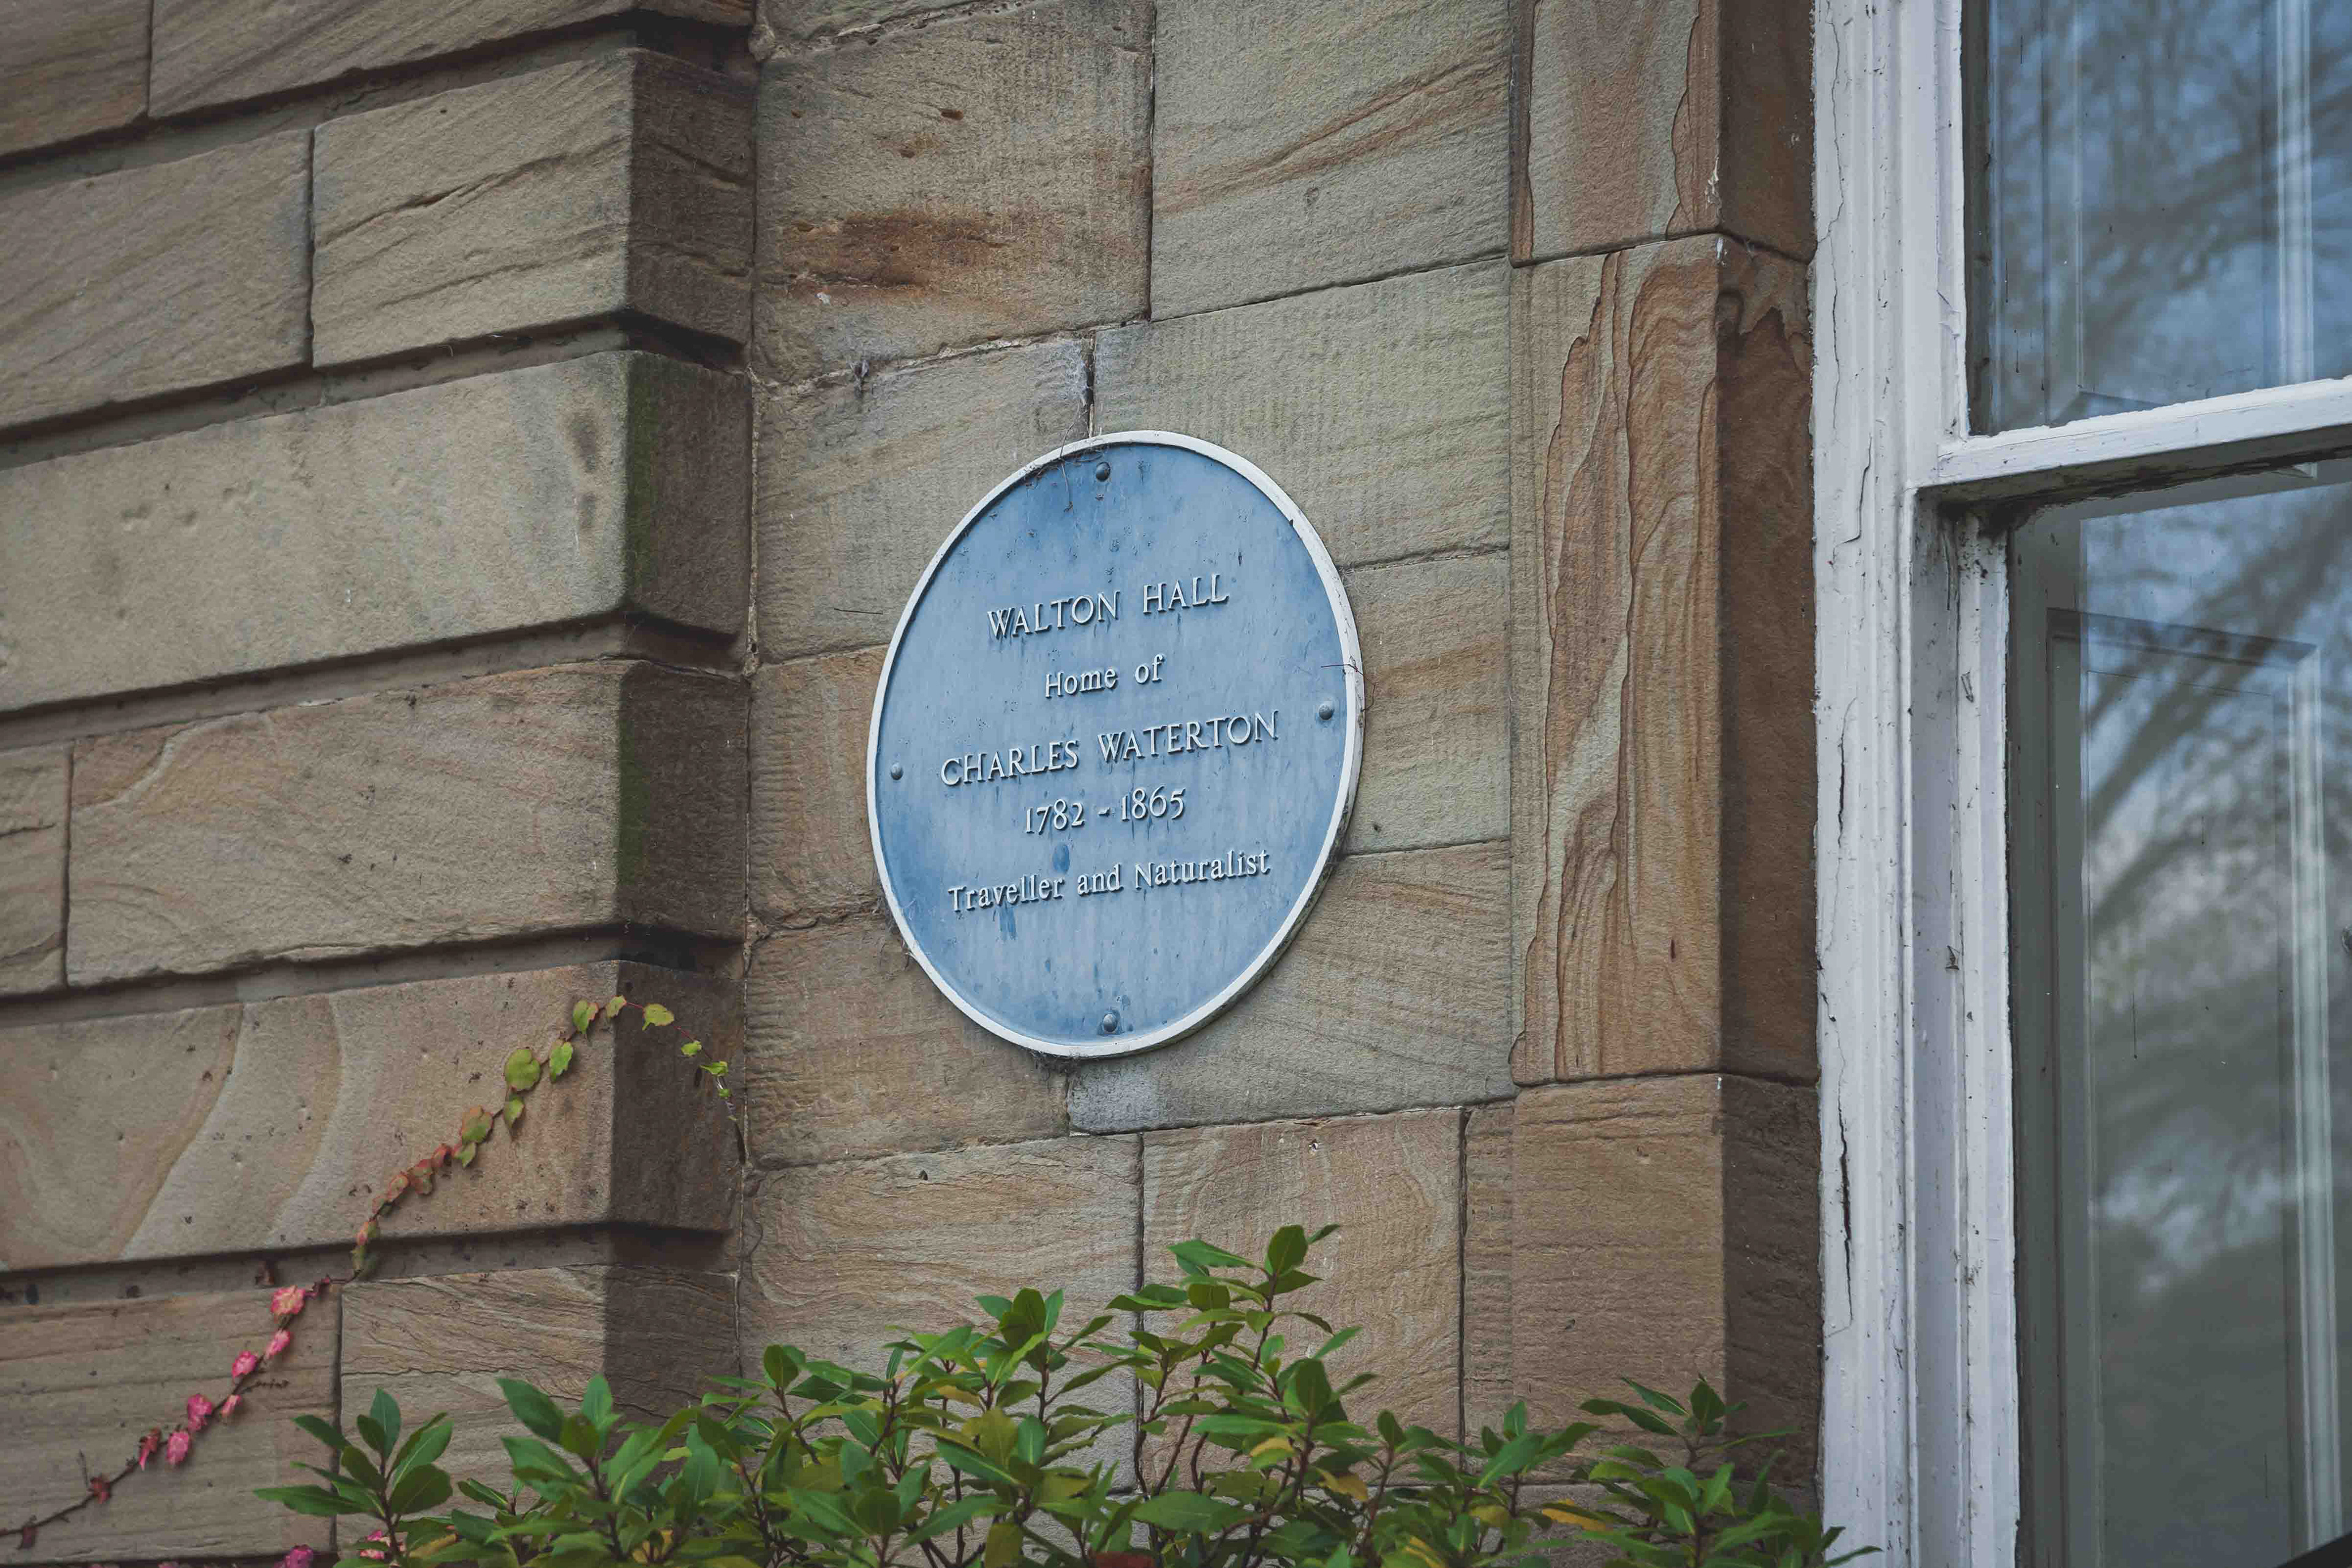 WALTON HALL
Home of
CHARLES WATERTON
1782 - 1865
Traveller and Naturalist